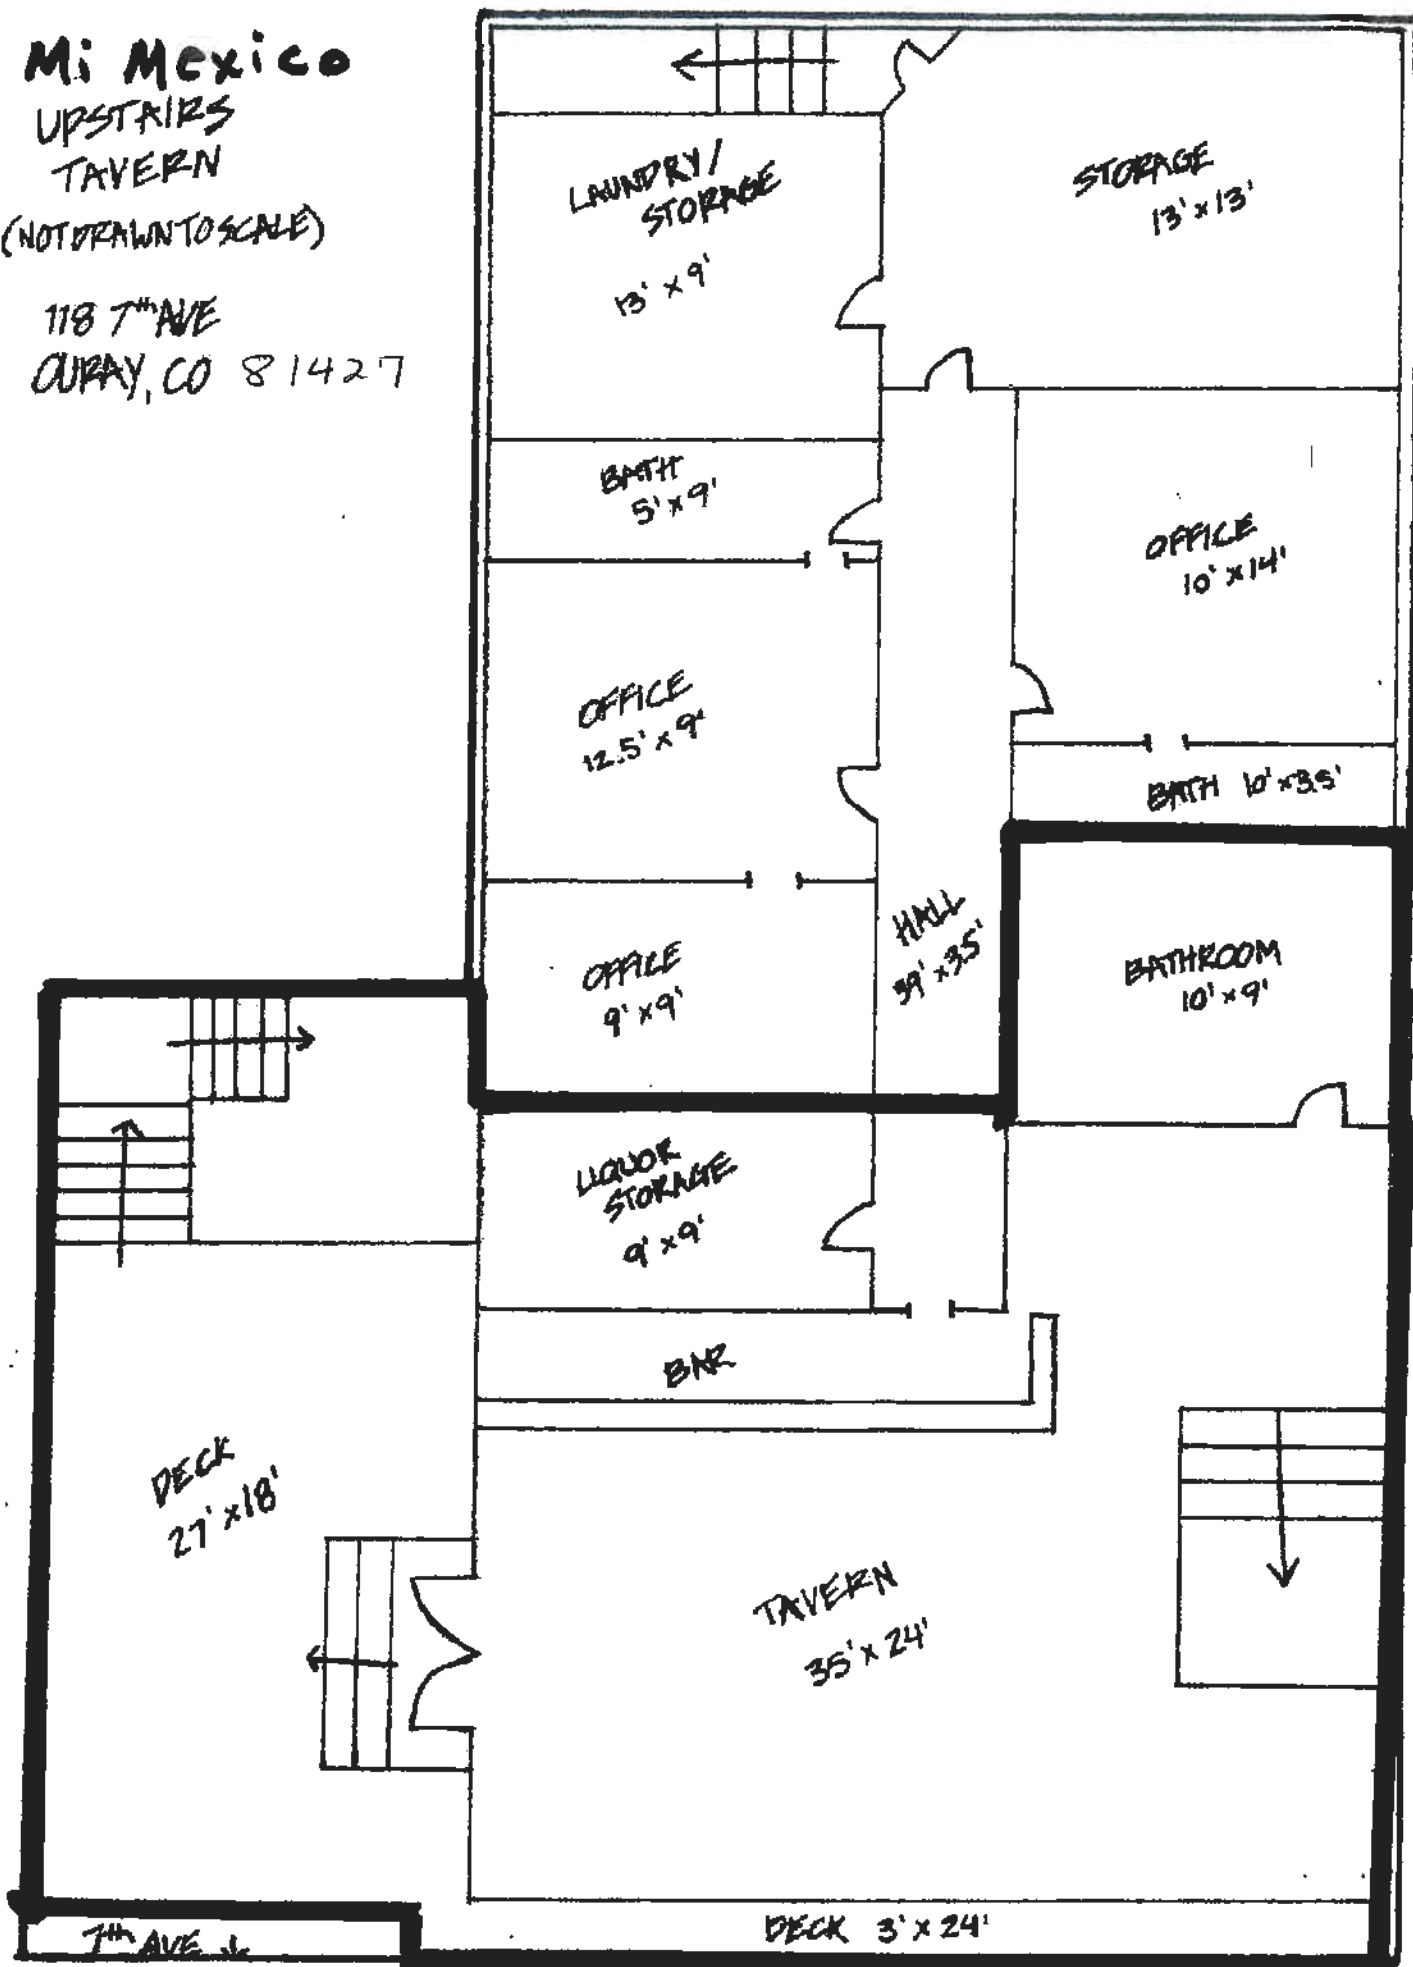 Mi Mexico
UPSTAIRS
TAVERN
(NOT DRAWN TO SCALE)
118 7th AVE
OURAY, CO 81427
LAUNDRY/
STORAGE
13' x 9'
STORAGE
13' x 13'
BATH
5' x 9'
OFFICE
10' x 14'
OFFICE
12.5' x 9'
BATH 10' x 3.5'
HALL
39' x 3.5'
OFFICE
9' x 9'
BATHROOM
10' x 9'
LIQUOR
STORAGE
9' x 9'
BAR
DECK
27' x 18'
TAVERN
35' x 24'
DECK 3' x 24'
7th AVE ↓